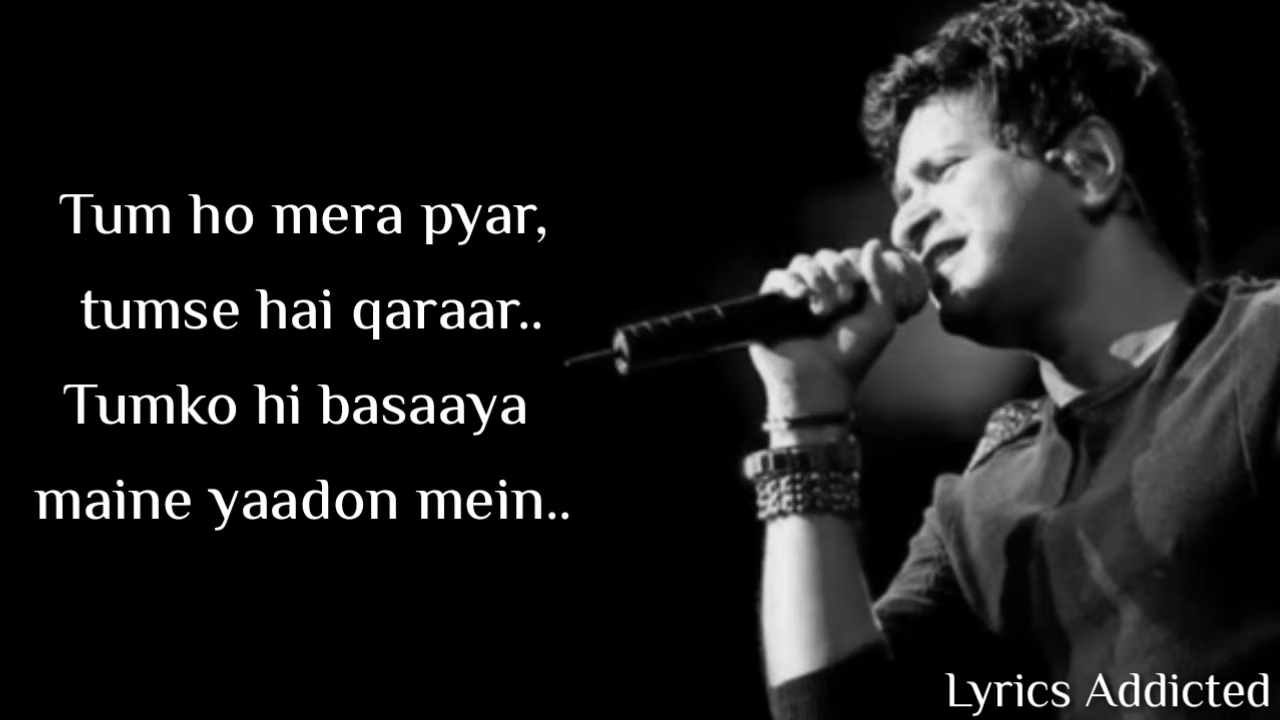 Tum ho mera pyar,
tumse hai qaraar..
Tumko hi basaaya
maine yaadon mein..
Lyrics Addicted